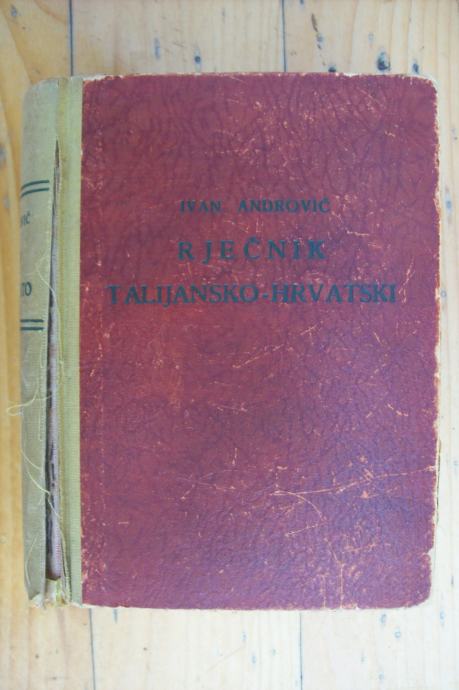 IVAN ANDROVIĆ
RJEČNIK
TALIJANSKO-HRVATSKI